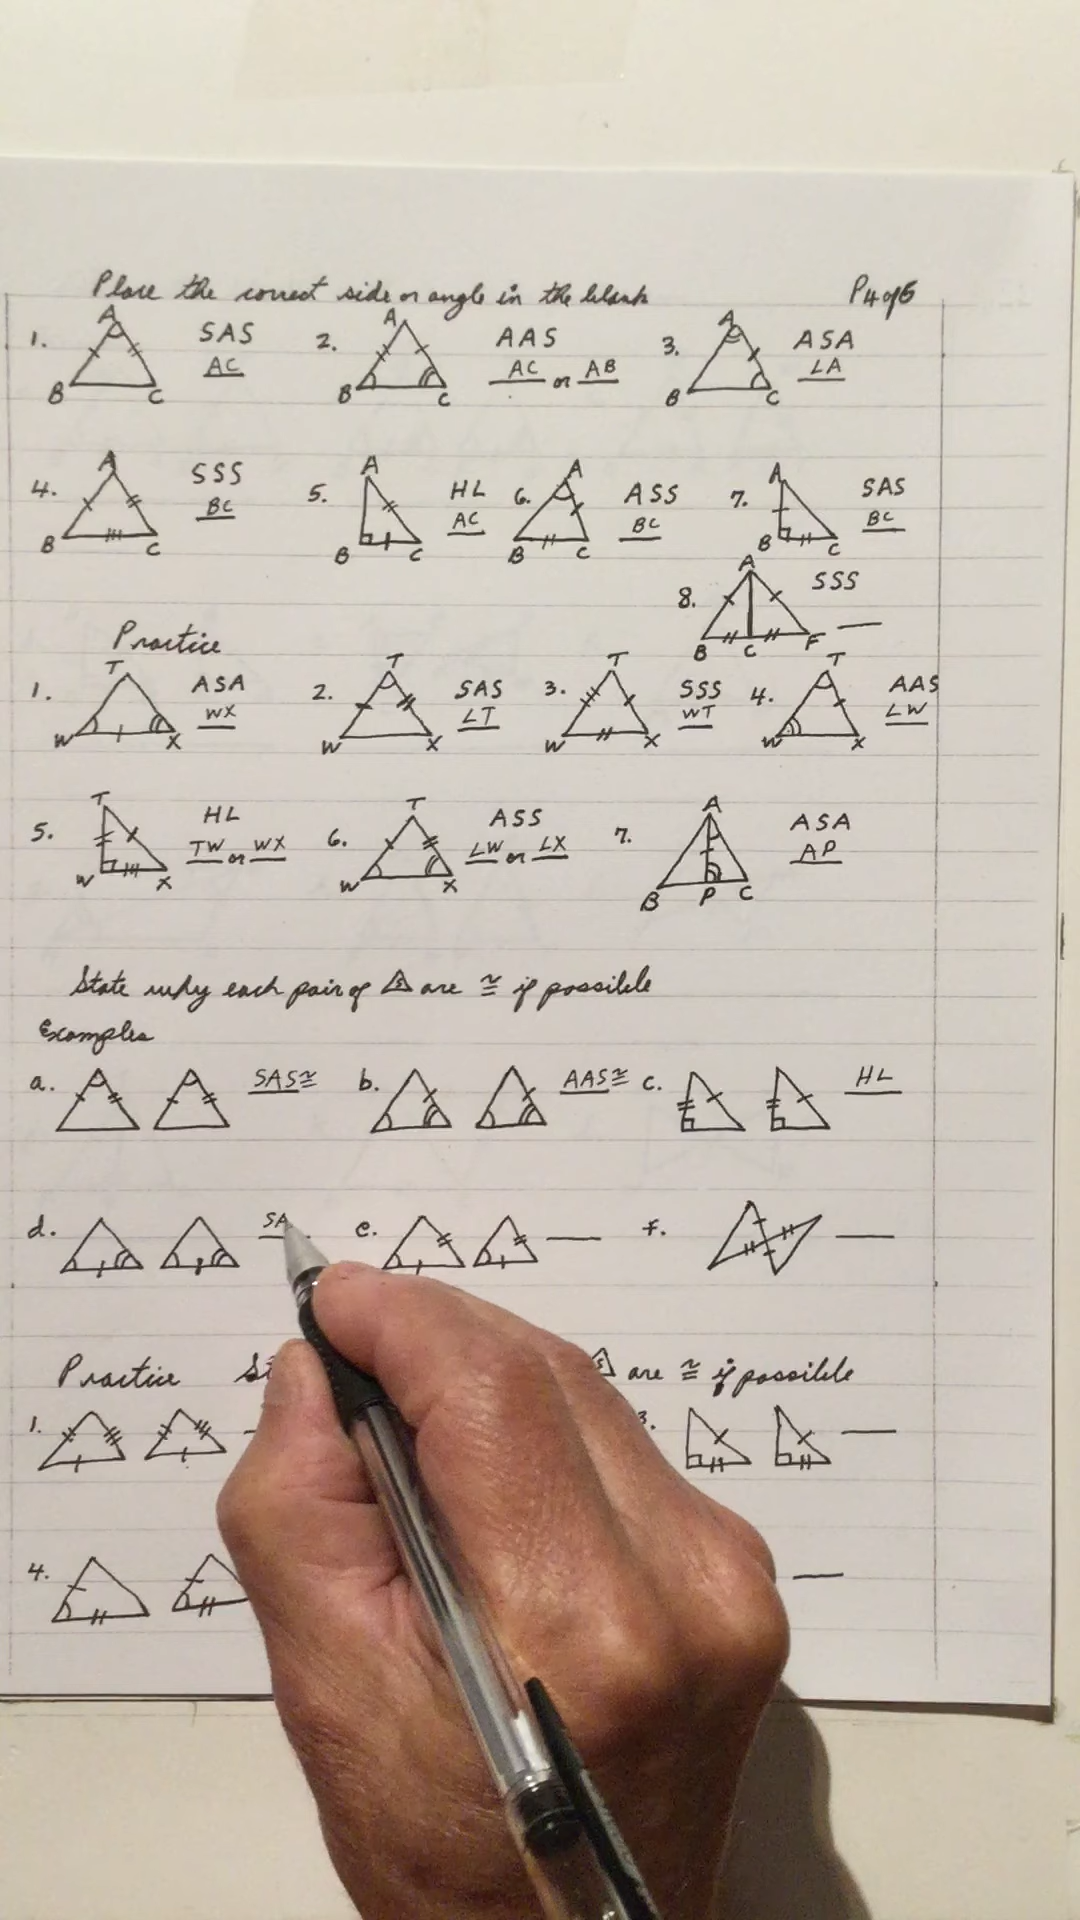 Place the correct side or angle in the blank P4of6
1. A B C SAS AC
2. A B C AAS AC or AB
3. A B C ASA ∠A
4. A B C SSS BC
5. A B C HL AC
6. A B C ASS BC
7. A B C SAS BC
8. A B C F SSS
Practice
1. T W X ASA WX
2. T W X SAS ∠T
3. T W X SSS WT
4. T W X AAS ∠W
5. T W X HL TW or WX
6. T W X ASS ∠W or ∠X
7. A B P C ASA AP
State why each pair of △s are ≅ if possible
Examples
a. SAS≅ b. AAS≅ c. HL
d. SA e. f.
Practice St △s are ≅ if possible
1. 3.
4.